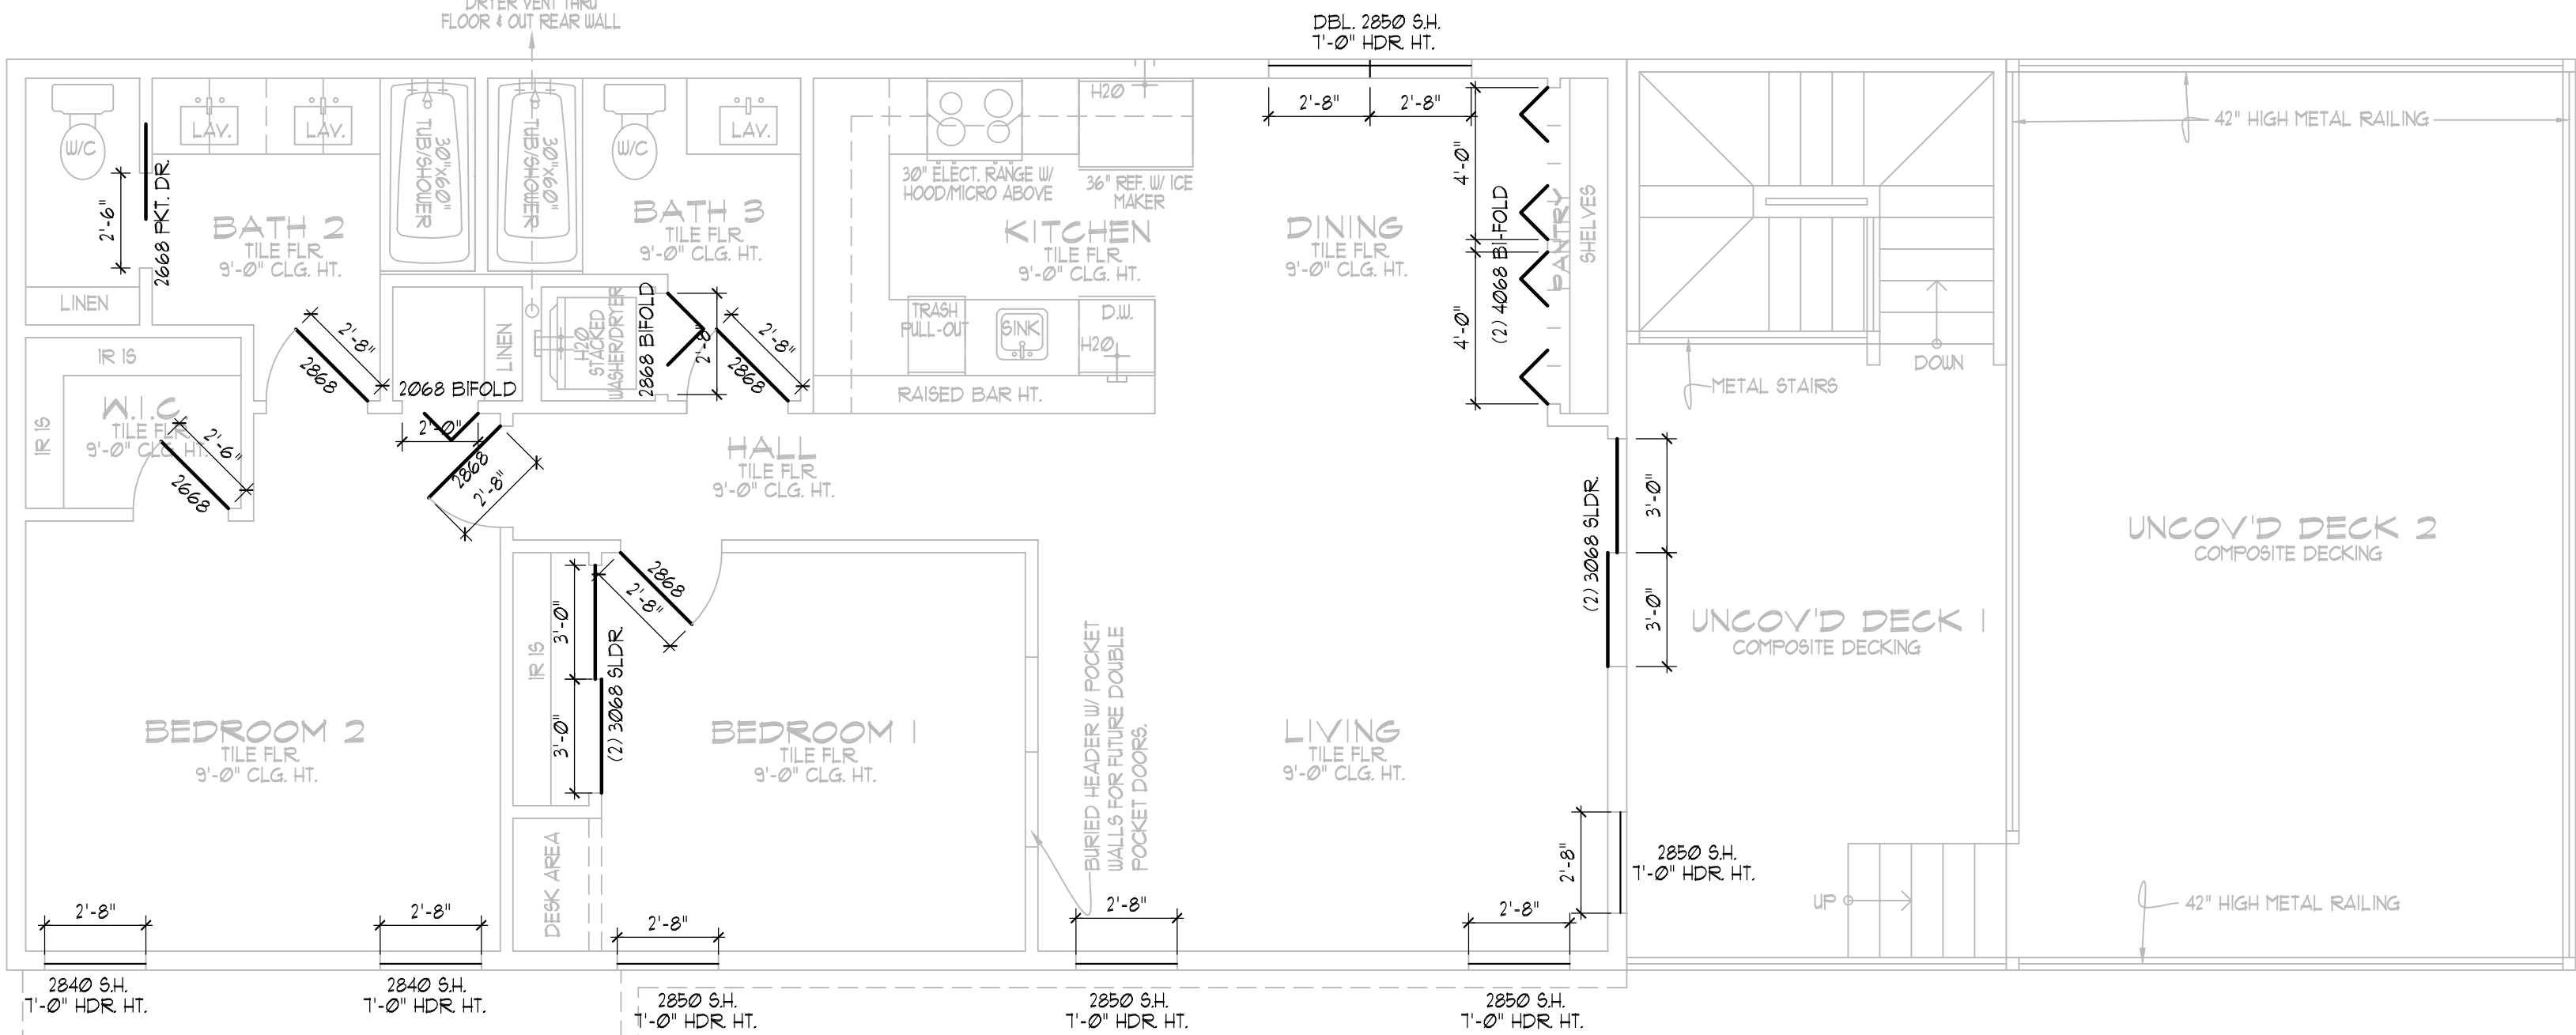 DRYER VENT THRU
FLOOR & OUT REAR WALL
DBL. 2850 S.H.
7'-0" HDR. HT.
W/C
LAV.
LAV.
30"x60"
TUB/SHOWER
30"x60"
TUB/SHOWER
W/C
LAV.
2'-6"
2668 PKT. DR.
BATH 2
TILE FLR.
9'-0" CLG. HT.
BATH 3
TILE FLR.
9'-0" CLG. HT.
30" ELECT. RANGE W/
HOOD/MICRO ABOVE
H2O
36" REF. W/ ICE
MAKER
KITCHEN
TILE FLR.
9'-0" CLG. HT.
2'-8"
2'-8"
DINING
TILE FLR.
9'-0" CLG. HT.
4'-0"
4'-0"
(2) 4068 BI-FOLD
PANTRY
SHELVES
42" HIGH METAL RAILING
LINEN
1R 1S
1R 1S
W.I.C.
TILE FLR.
9'-0" CLG. HT.
2'-6"
2668
2'-8"
2868
2068 BIFOLD
2'-0"
LINEN
H2O
STACKED
WASHER/DRYER
2868 BIFOLD
2'-8"
2'-8"
2868
2868
2'-8"
TRASH
PULL-OUT
SINK
D.W.
H2O
RAISED BAR HT.
HALL
TILE FLR.
9'-0" CLG. HT.
METAL STAIRS
DOWN
(2) 3068 SLDR.
3'-0"
3'-0"
UNCOV'D DECK 2
COMPOSITE DECKING
UNCOV'D DECK 1
COMPOSITE DECKING
1R 1S
3'-0"
3'-0"
(2) 3068 SLDR.
2868
2'-8"
BEDROOM 2
TILE FLR.
9'-0" CLG. HT.
BEDROOM 1
TILE FLR.
9'-0" CLG. HT.
BURIED HEADER W/ POCKET
WALLS FOR FUTURE DOUBLE
POCKET DOORS.
LIVING
TILE FLR.
9'-0" CLG. HT.
DESK AREA
2'-8"
2850 S.H.
7'-0" HDR. HT.
UP
42" HIGH METAL RAILING
2'-8"
2'-8"
2'-8"
2'-8"
2'-8"
2840 S.H.
7'-0" HDR. HT.
2840 S.H.
7'-0" HDR. HT.
2850 S.H.
7'-0" HDR. HT.
2850 S.H.
7'-0" HDR. HT.
2850 S.H.
7'-0" HDR. HT.